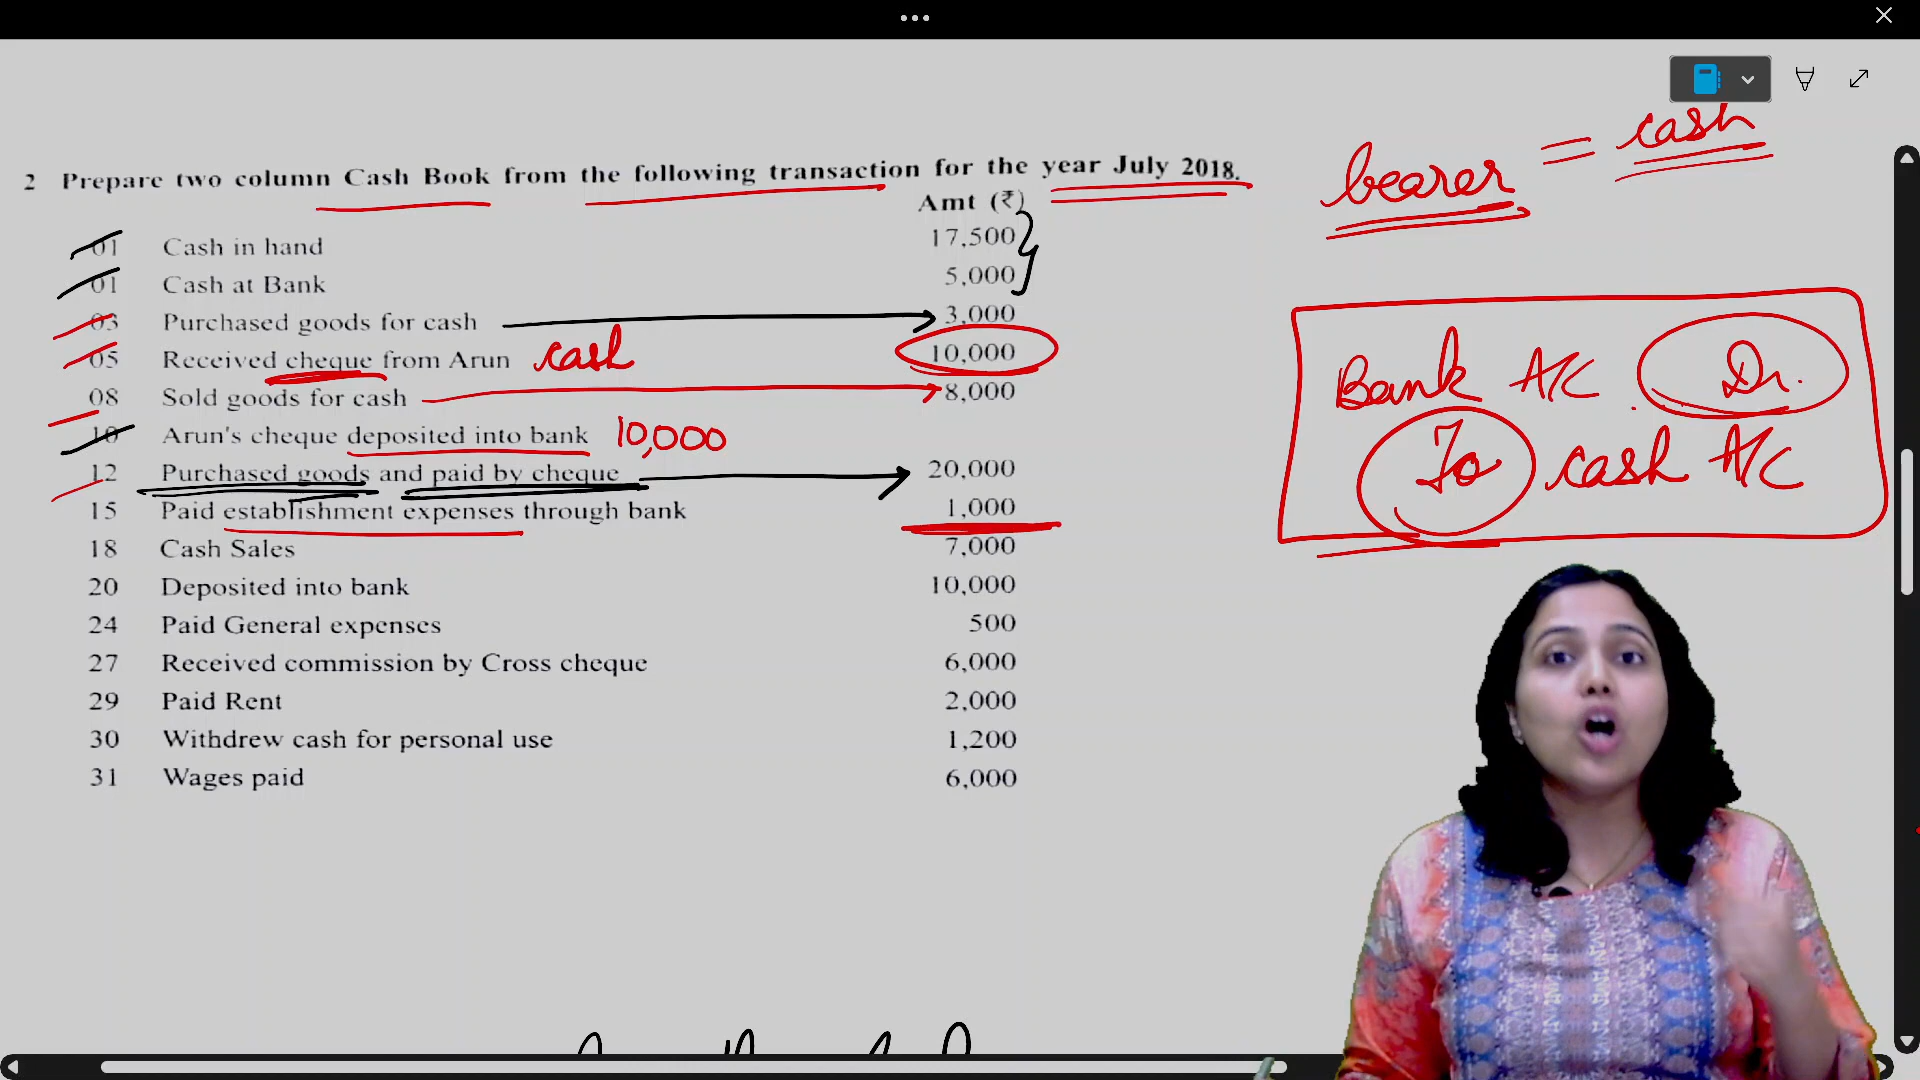 bearer = cash
2 Prepare two column Cash Book from the following transaction for the year July 2018.
Amt (₹)
01 Cash in hand 17,500
01 Cash at Bank 5,000
03 Purchased goods for cash 3,000
05 Received cheque from Arun cash 10,000
08 Sold goods for cash 8,000
10 Arun's cheque deposited into bank 10,000
12 Purchased goods and paid by cheque 20,000
15 Paid establishment expenses through bank 1,000
18 Cash Sales 7,000
20 Deposited into bank 10,000
24 Paid General expenses 500
27 Received commission by Cross cheque 6,000
29 Paid Rent 2,000
30 Withdrew cash for personal use 1,200
31 Wages paid 6,000
Bank A/C Dr.
To cash A/C